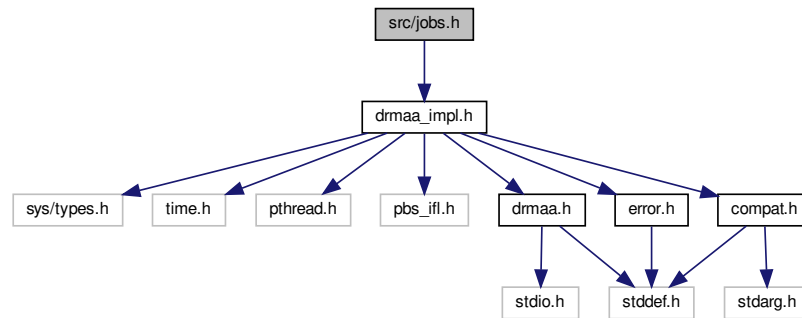 src/jobs.h
drmaa_impl.h
sys/types.h
time.h
pthread.h
pbs_ifl.h
drmaa.h
error.h
compat.h
stdio.h
stddef.h
stdarg.h